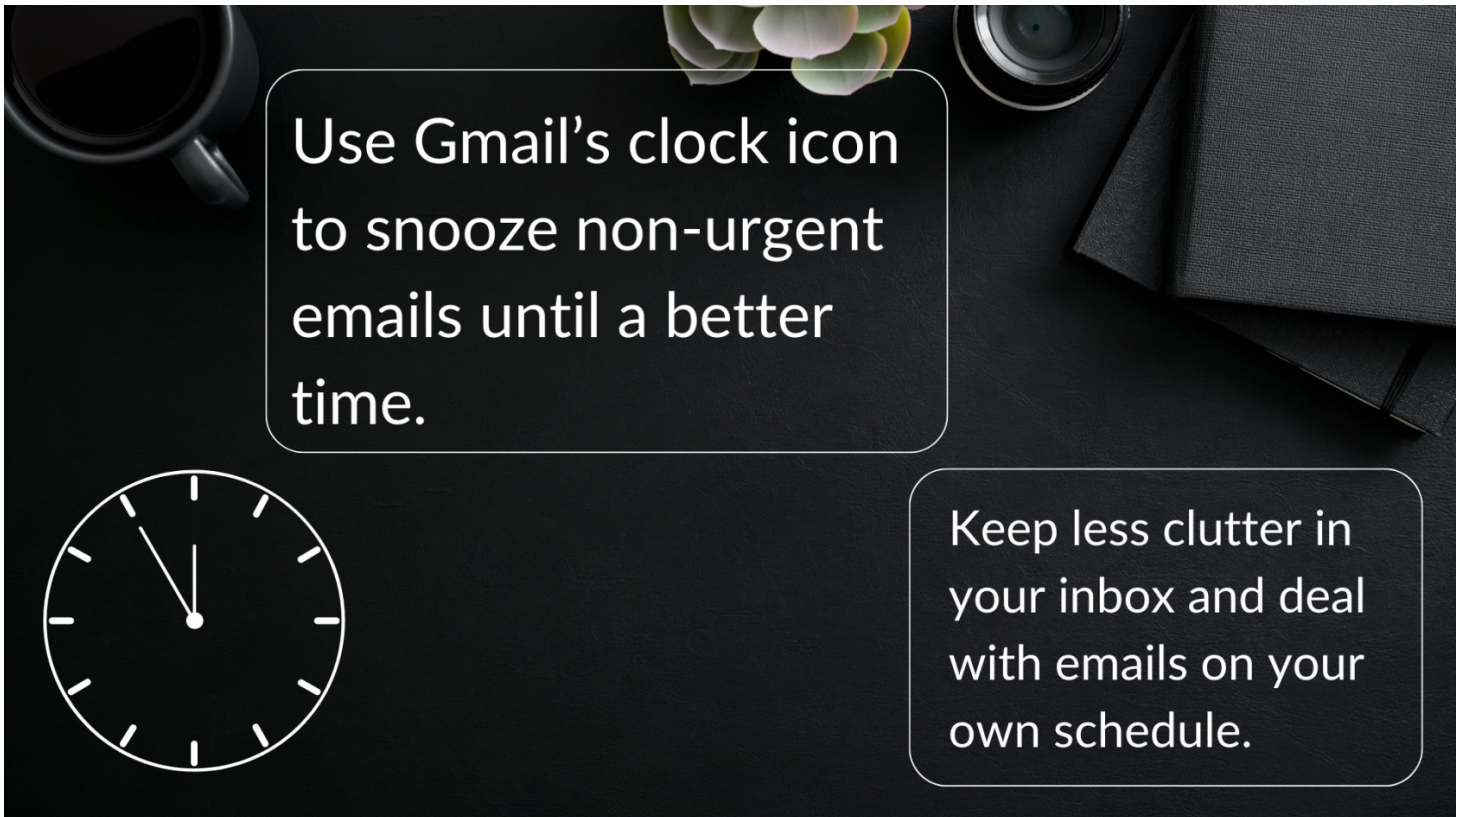 Use Gmail’s clock icon
to snooze non-urgent
emails until a better
time.
Keep less clutter in
your inbox and deal
with emails on your
own schedule.